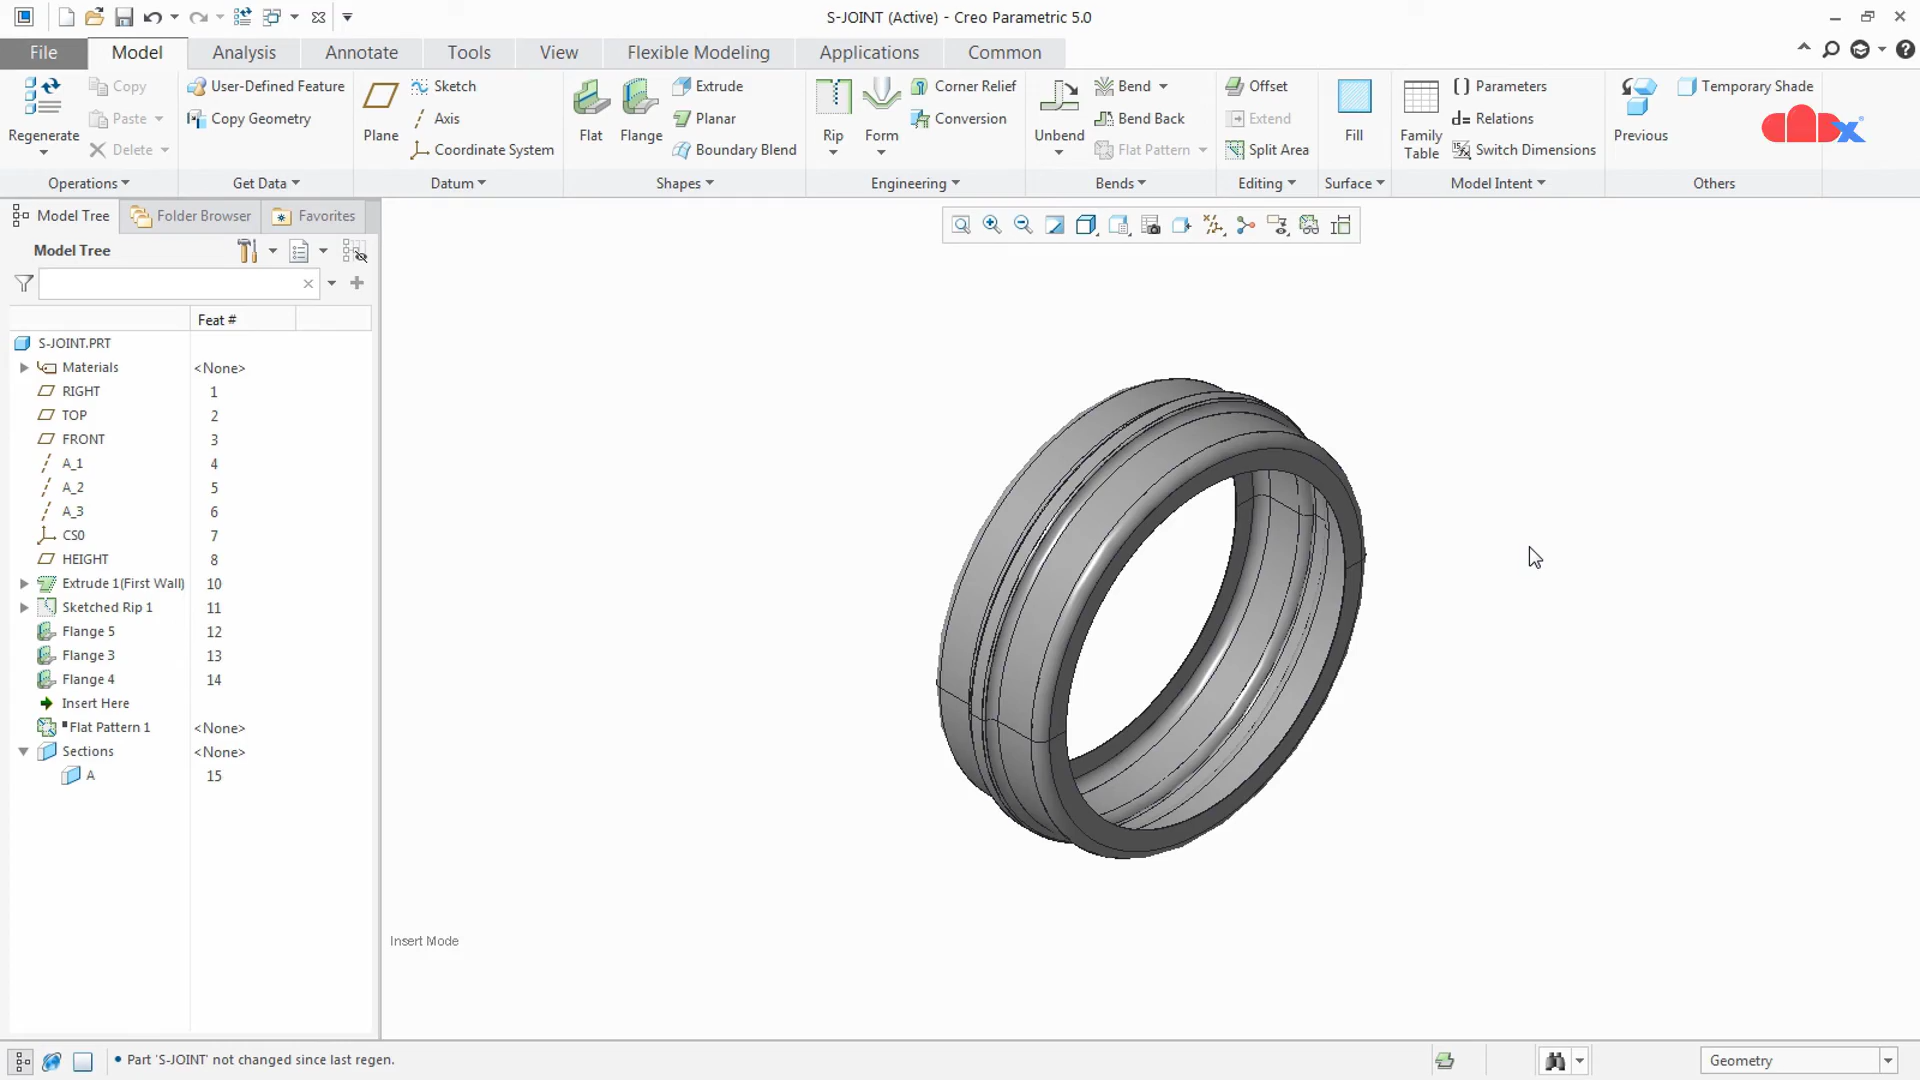 S-JOINT (Active) - Creo Parametric 5.0
File Model Analysis Annotate Tools View Flexible Modeling Applications Common
Regenerate
Copy
Paste
Delete
Operations
User-Defined Feature
Copy Geometry
Get Data
Plane
Sketch
Axis
Coordinate System
Datum
Flat
Flange
Extrude
Planar
Boundary Blend
Shapes
Rip
Form
Corner Relief
Conversion
Engineering
Unbend
Bend
Bend Back
Flat Pattern
Bends
Offset
Extend
Split Area
Editing
Fill
Surface
Family
Table
Parameters
d= Relations
Switch Dimensions
Model Intent
Previous
Temporary Shade
Others
Model Tree Folder Browser Favorites
Model Tree
Feat #
S-JOINT.PRT
Materials <None>
RIGHT 1
TOP 2
FRONT 3
A_1 4
A_2 5
A_3 6
CS0 7
HEIGHT 8
Extrude 1(First Wall) 10
Sketched Rip 1 11
Flange 5 12
Flange 3 13
Flange 4 14
Insert Here
Flat Pattern 1 <None>
Sections <None>
A 15
Insert Mode
Part 'S-JOINT' not changed since last regen.
Geometry